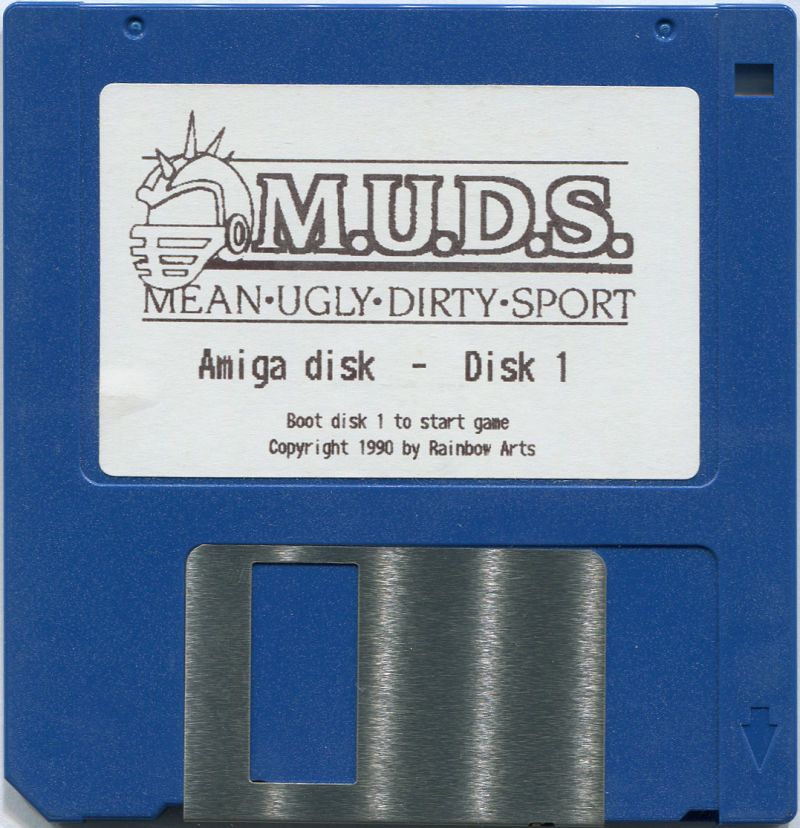 M.U.D.S.
MEAN·UGLY·DIRTY·SPORT
Amiga disk - Disk 1
Boot disk 1 to start game
Copyright 1990 by Rainbow Arts